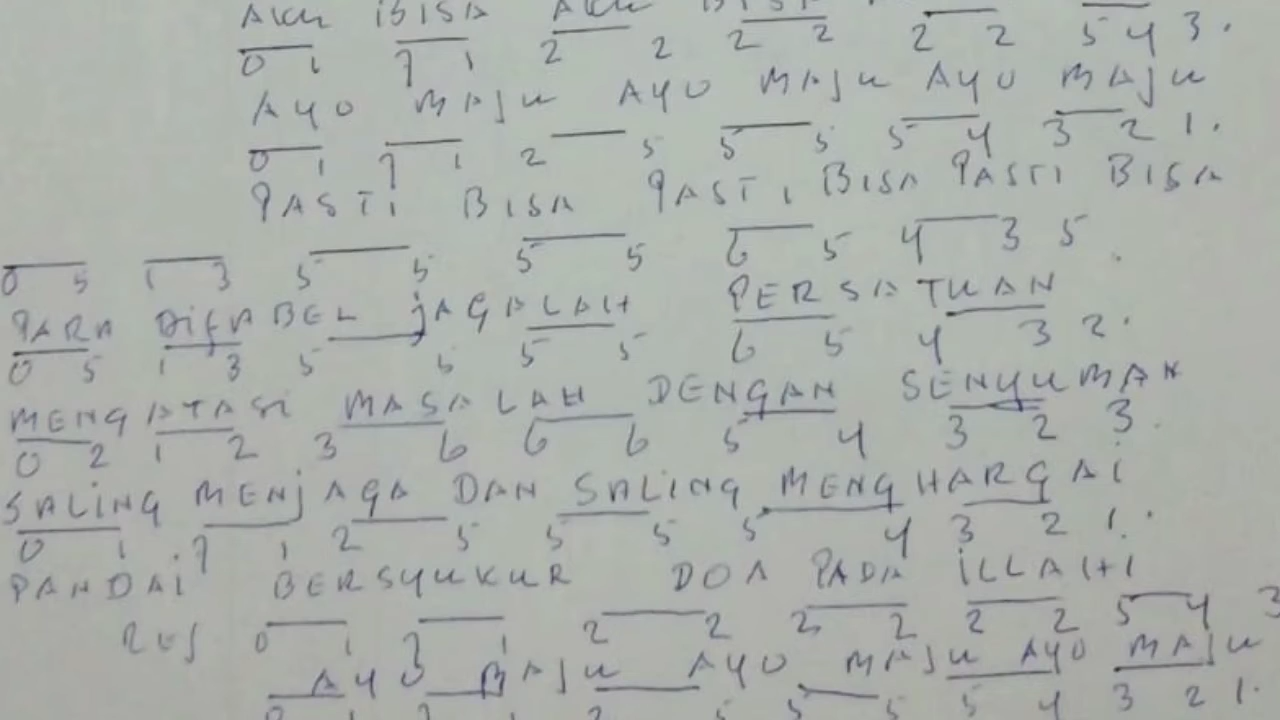 AKU BISA AKU BISA
0 1 7 1 2 2 2 2 2 2 5 4 3 .
AYO MAJU AYO MAJU AYO MAJU
0 1 7 1 2 5 5 5 5 4 3 2 1 .
PASTI BISA PASTI BISA PASTI BISA
0 5 1 3 5 5 5 5 6 5 4 3 5 .
PARA DIFABEL JAGALAH PERSATUAN
0 5 1 3 5 5 5 5 6 5 4 3 2 .
MENGATASI MASALAH DENGAN SENYUMAN
0 2 1 2 3 6 6 6 5 4 3 2 3 .
SALING MENJAGA DAN SALING MENGHARGAI
0 1 .7 1 2 5 5 5 5 4 3 2 1 .
PANDAI BERSYUKUR DOA PADA ILLAHI
0 1 7 1 2 2 2 2 2 2 5 4 3
AYO MAJU AYO MAJU AYO MAJU
5 5 5 5 4 3 2 1 .